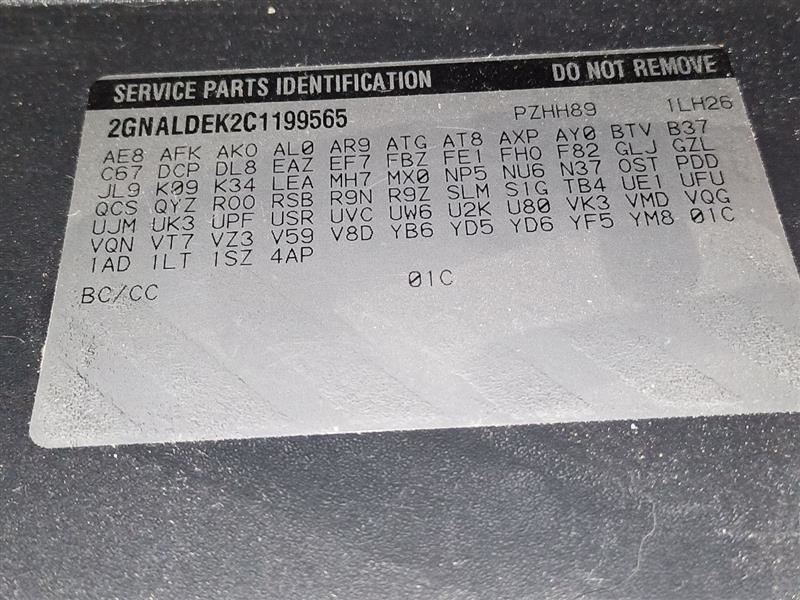 SERVICE PARTS IDENTIFICATION DO NOT REMOVE
2GNALDEK2C1199565 PZHH89 1LH26
AE8 AFK AKO AL0 AR9 ATG AT8 AXP AY0 BTV B37
C67 DCP DL8 EAZ EF7 FBZ FE1 FHO F82 GLJ GZL
JL9 K09 K34 LEA MH7 MX0 NP5 NU6 N37 OST PDD
QCS QYZ ROO RSB R9N R9Z SLM S1G TB4 UE1 UFU
UJM UK3 UPF USR UVC UW6 U2K U80 VK3 VMD VQG
VQN VT7 VZ3 V59 V8D YB6 YD5 YD6 YF5 YM8 01C
1AD 1LT 1SZ 4AP
BC/CC 01C